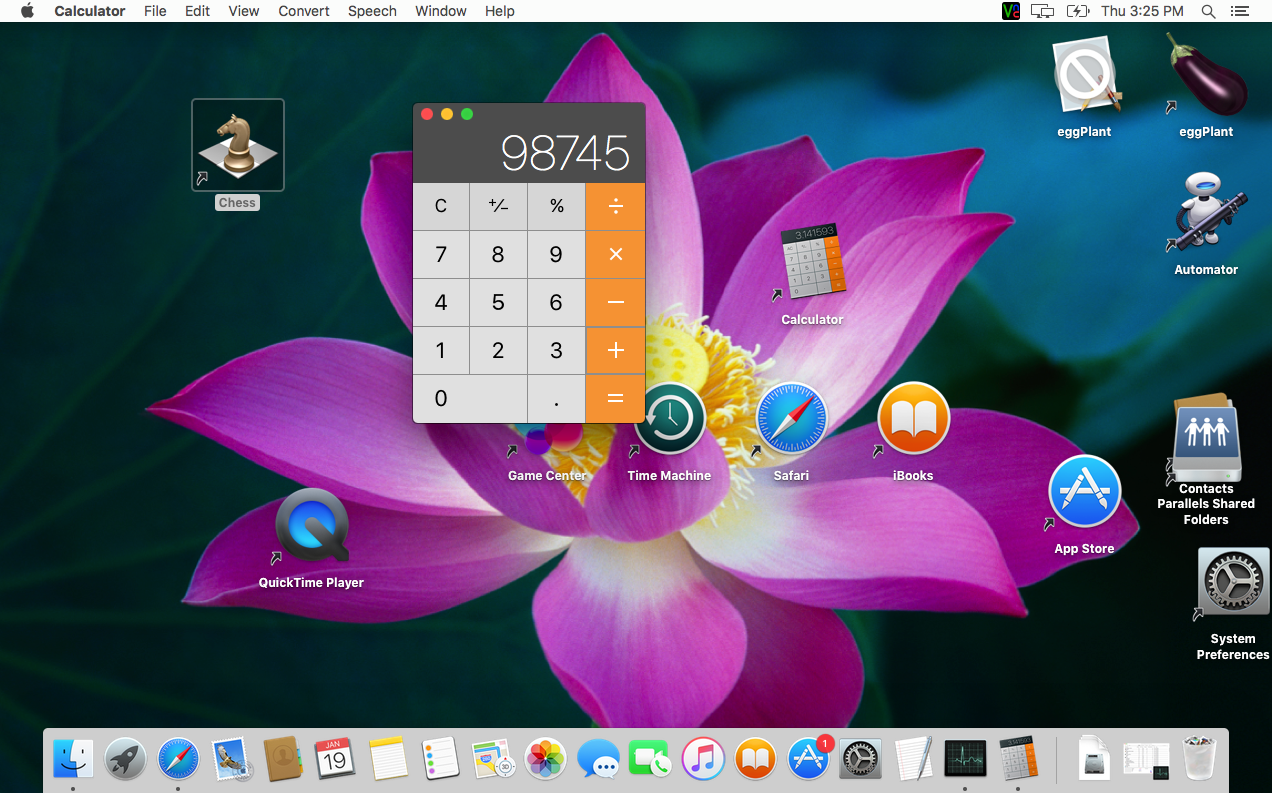 Calculator File Edit View Convert Speech Window Help
Thu 3:25 PM
98745
C +/− % ÷
7 8 9 ×
4 5 6 −
1 2 3 +
0 . =
Chess
eggPlant
eggPlant
Automator
3.141593
Calculator
Game Center
Time Machine
Safari
iBooks
Contacts
Parallels Shared
Folders
App Store
QuickTime Player
System
Preferences
JAN
19
3D
1